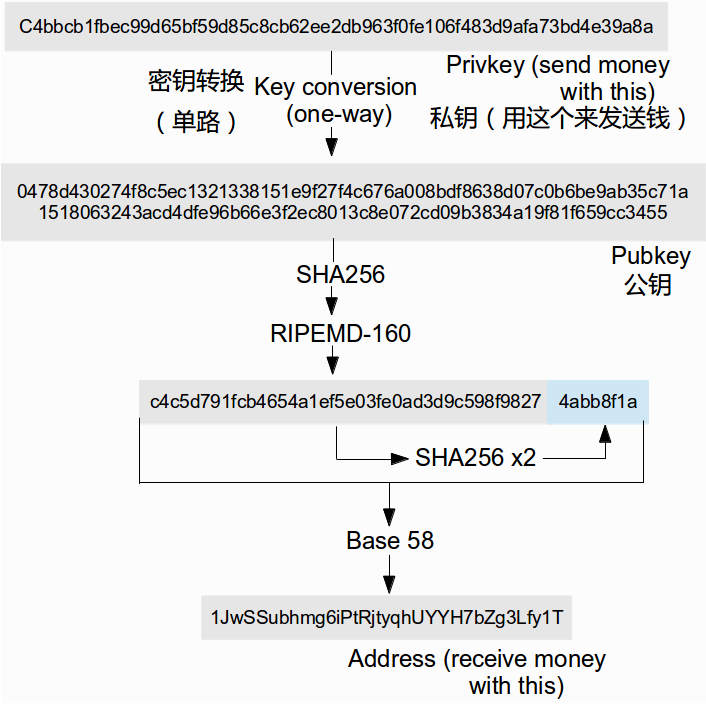 C4bbcb1fbec99d65bf59d85c8cb62ee2db963f0fe106f483d9afa73bd4e39a8a
密钥转换
（单路）
Key conversion
(one-way)
Privkey (send money
with this)
私钥（用这个来发送钱）
0478d430274f8c5ec1321338151e9f27f4c676a008bdf8638d07c0b6be9ab35c71a
1518063243acd4dfe96b66e3f2ec8013c8e072cd09b3834a19f81f659cc3455
Pubkey
公钥
SHA256
RIPEMD-160
c4c5d791fcb4654a1ef5e03fe0ad3d9c598f9827 4abb8f1a
SHA256 x2
Base 58
1JwSSubhmg6iPtRjtyqhUYYH7bZg3Lfy1T
Address (receive money
with this)